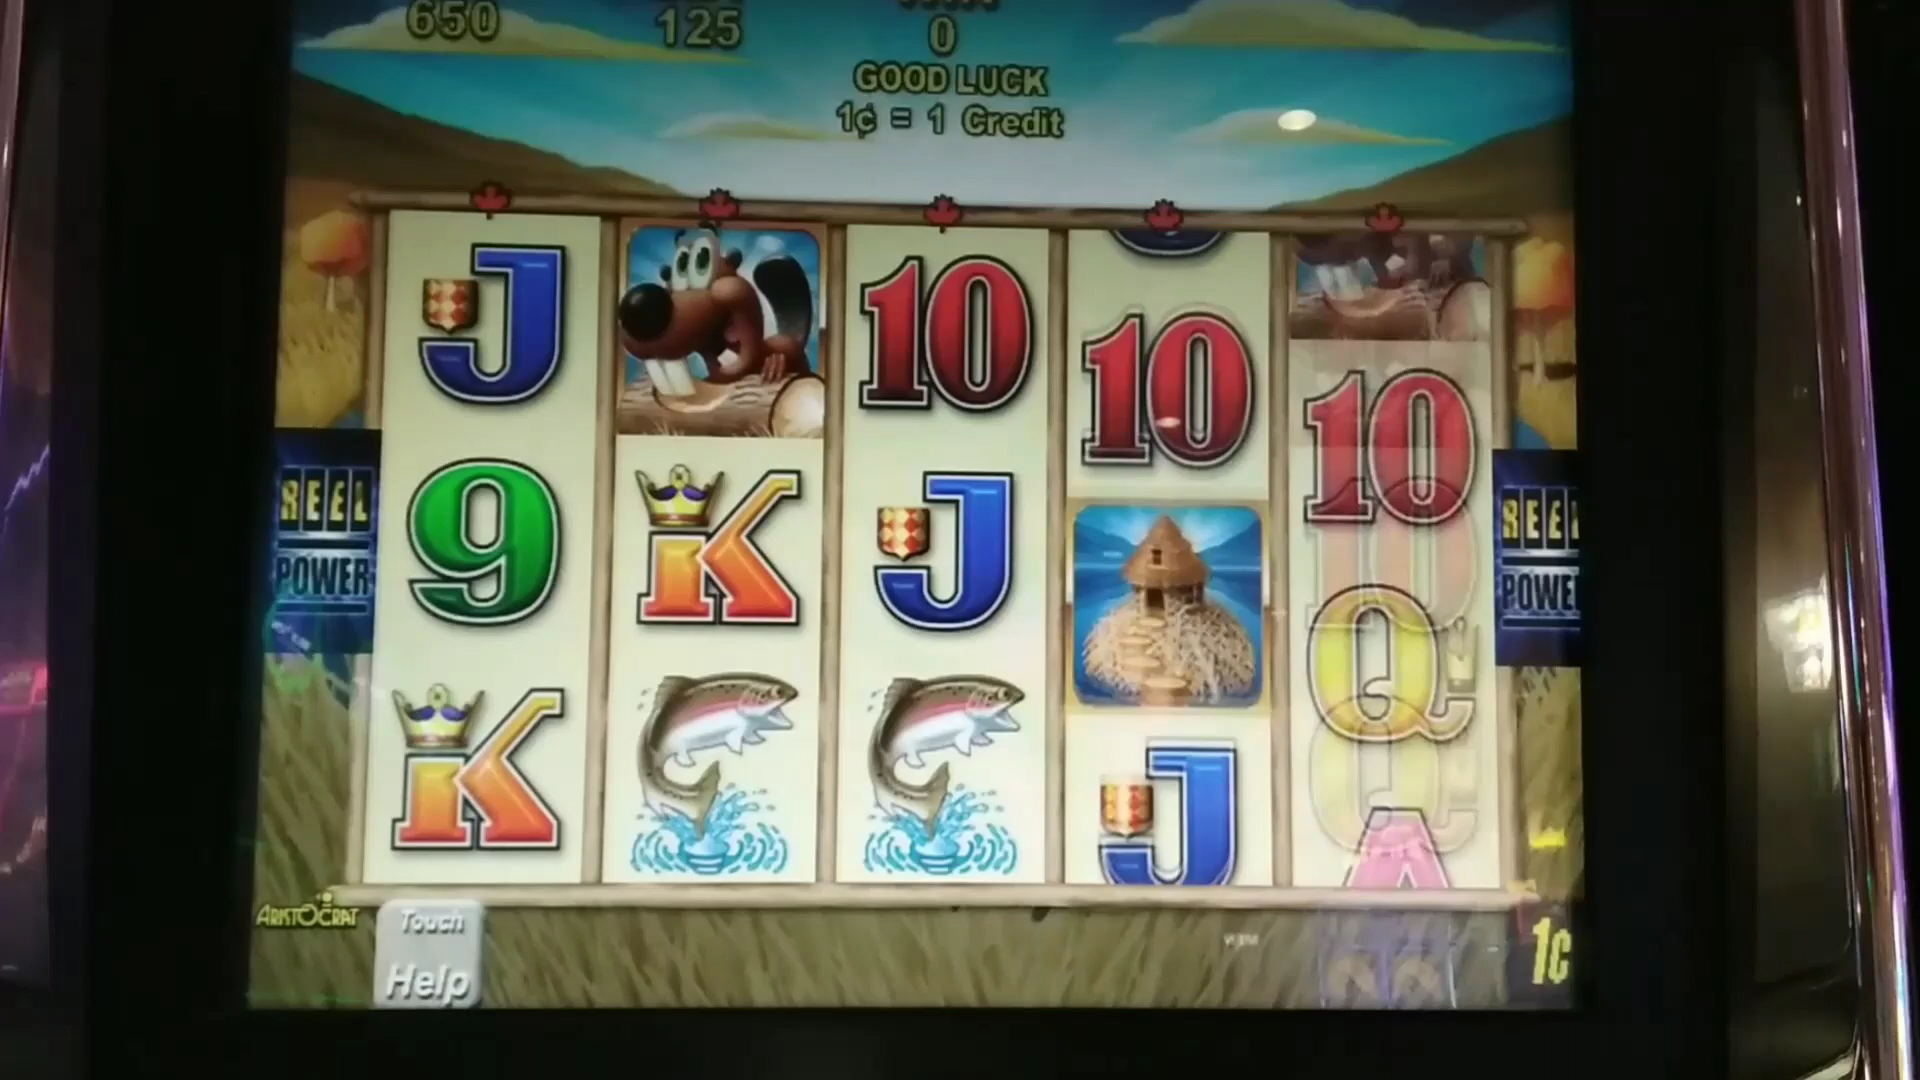 650 125 0
GOOD LUCK
1¢ = 1 Credit
J 10 10 10
REEL POWER
9 K J Q
REEL POWE
K J A
ARISTOCRAT
Touch Help
1¢